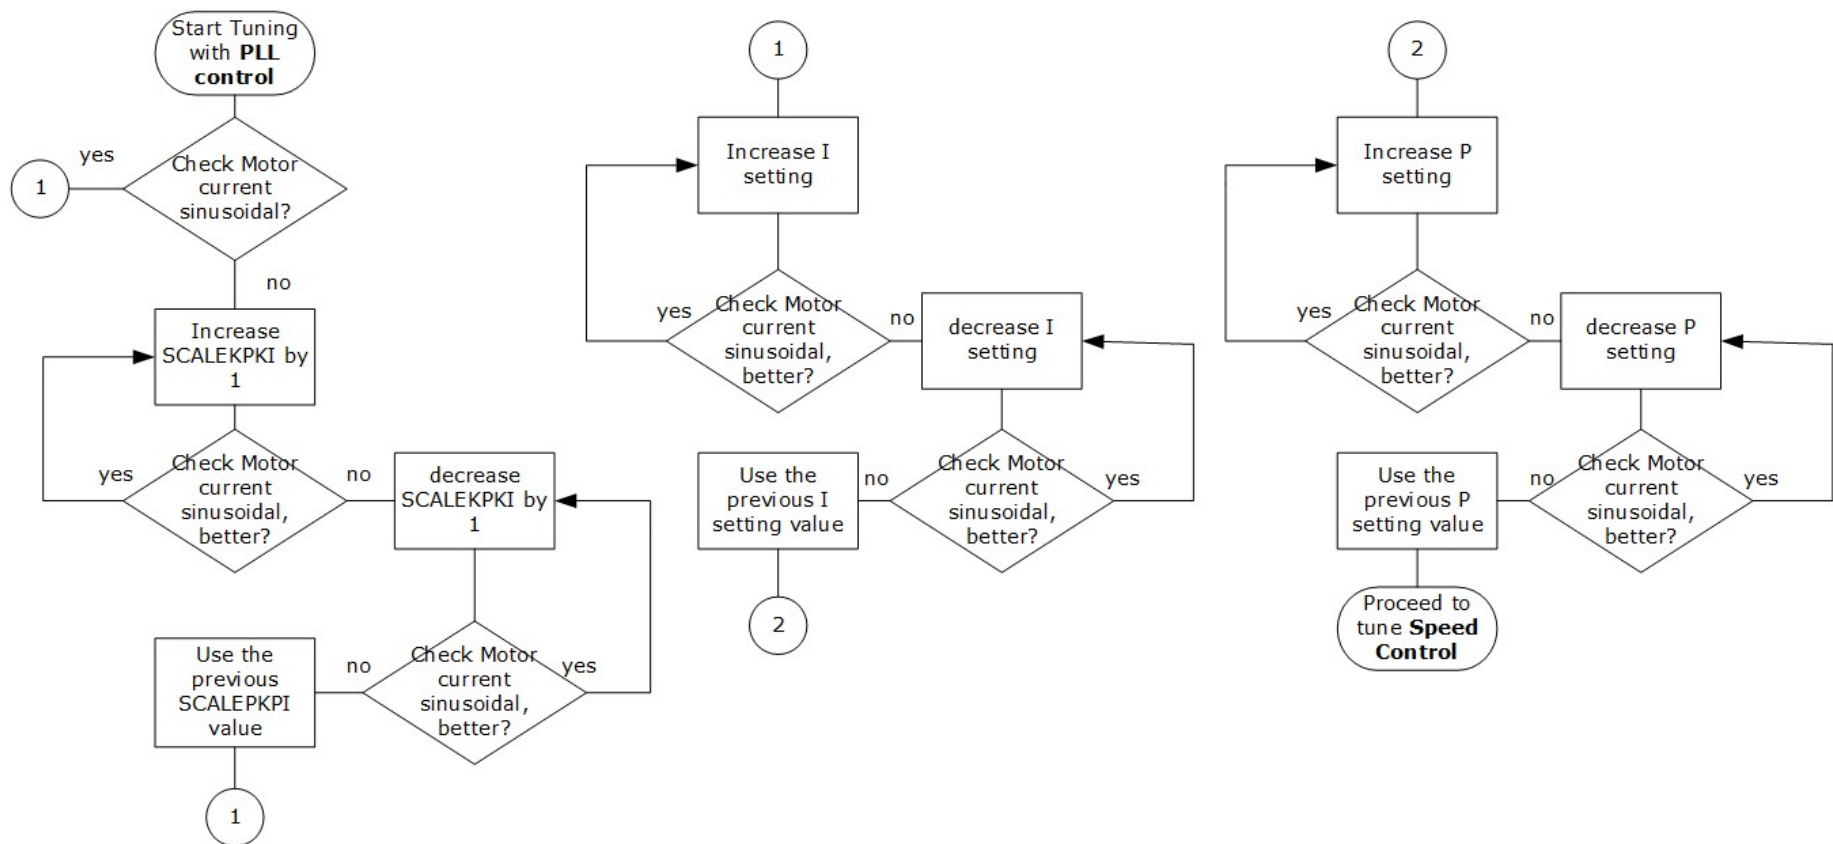 Start Tuning
with PLL
control
yes
1
Check Motor
current
sinusoidal?
no
Increase
SCALEKPKI by
1
yes
Check Motor
current
sinusoidal,
better?
no
decrease
SCALEKPKI by
1
Use the
previous
SCALEPKPI
value
no
Check Motor
current
sinusoidal,
better?
yes
1
1
Increase I
setting
yes
Check Motor
current
sinusoidal,
better?
no
decrease I
setting
Use the
previous I
setting value
no
Check Motor
current
sinusoidal,
better?
yes
2
2
Increase P
setting
yes
Check Motor
current
sinusoidal,
better?
no
decrease P
setting
Use the
previous P
setting value
no
Check Motor
current
sinusoidal,
better?
yes
Proceed to
tune Speed
Control